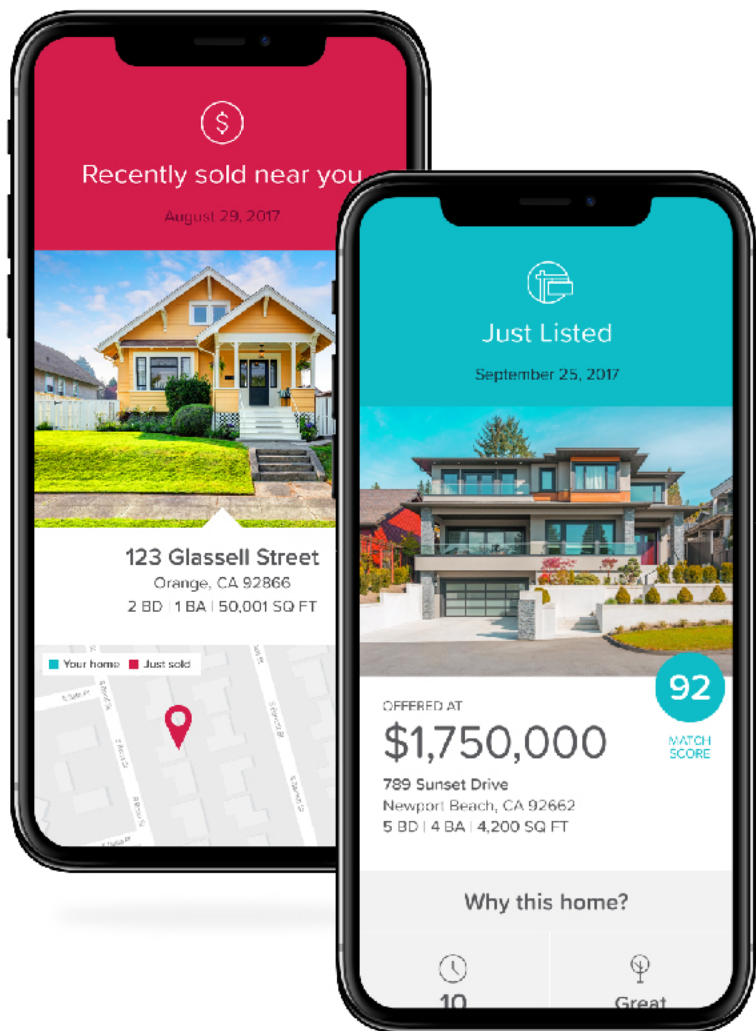 $
Recently sold near you
August 29, 2017
123 Glassell Street
Orange, CA 92866
2 BD | 1 BA | 50,001 SQ FT
Your home
Just sold
Just Listed
September 25, 2017
92
MATCH
SCORE
OFFERED AT
$1,750,000
789 Sunset Drive
Newport Beach, CA 92662
5 BD | 4 BA | 4,200 SQ FT
Why this home?
10
Great